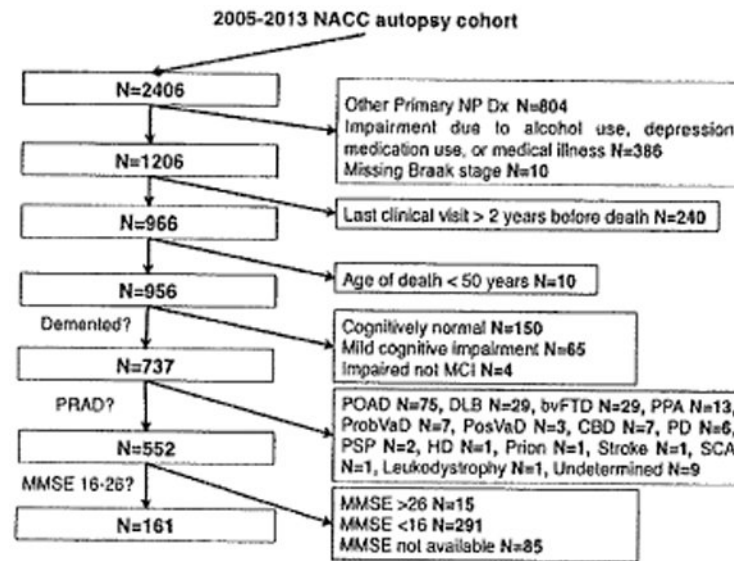 2005-2013 NACC autopsy cohort
N=2406
Other Primary NP Dx N=804
Impairment due to alcohol use, depression
medication use, or medical illness N=386
Missing Braak stage N=10
N=1206
Last clinical visit > 2 years before death N=240
N=966
Age of death < 50 years N=10
N=956
Demented?
Cognitively normal N=150
Mild cognitive impairment N=65
Impaired not MCI N=4
N=737
PRAD?
POAD N=75, DLB N=29, bvFTD N=29, PPA N=13,
ProbVaD N=7, PosVaD N=3, CBD N=7, PD N=6,
PSP N=2, HD N=1, Prion N=1, Stroke N=1, SCA
N=1, Leukodystrophy N=1, Undetermined N=9
N=552
MMSE 16-26?
MMSE >26 N=15
MMSE <16 N=291
MMSE not available N=85
N=161